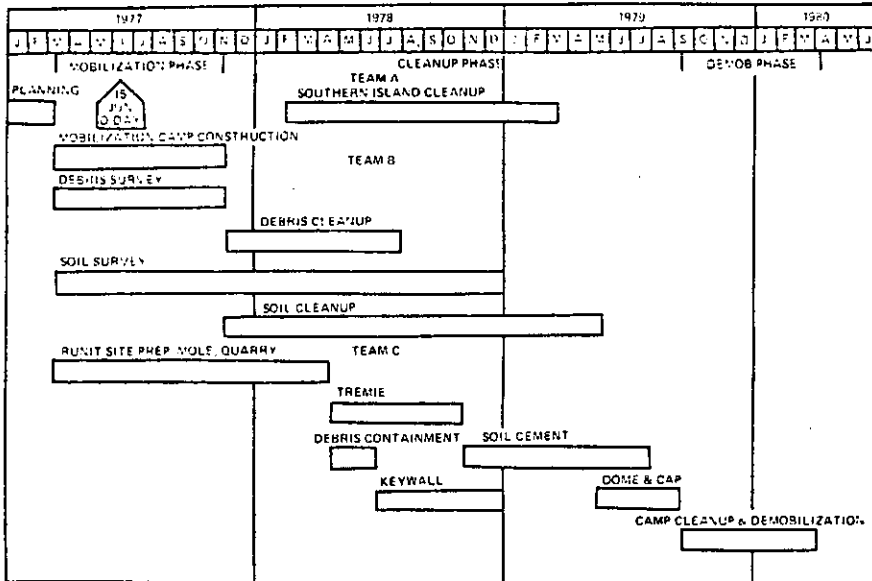 1977 1978 1979 1980
J F M A M J J A S O N D J F M A M J J A S O N D J F M A M J J A S O N D J F M A M J
MOBILIZATION PHASE CLEANUP PHASE DEMOB PHASE
PLANNING
15
JUN
D DAY
TEAM A
SOUTHERN ISLAND CLEANUP
MOBILIZATION CAMP CONSTRUCTION
TEAM B
DEBRIS SURVEY
DEBRIS CLEANUP
SOIL SURVEY
SOIL CLEANUP
RUNIT SITE PREP, MOLE, QUARRY TEAM C
TREMIE
DEBRIS CONTAINMENT SOIL CEMENT
KEYWALL DOME & CAP
CAMP CLEANUP & DEMOBILIZATION